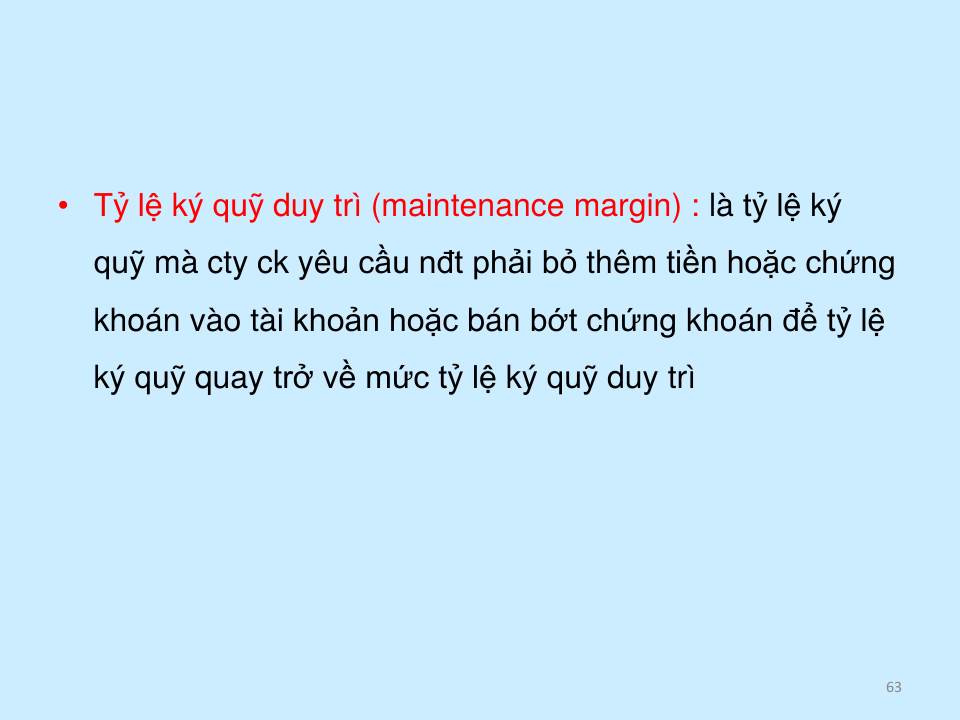 • Tỷ lệ ký quỹ duy trì (maintenance margin) : là tỷ lệ ký
quỹ mà cty ck yêu cầu nđt phải bỏ thêm tiền hoặc chứng
khoán vào tài khoản hoặc bán bớt chứng khoán để tỷ lệ
ký quỹ quay trở về mức tỷ lệ ký quỹ duy trì
63